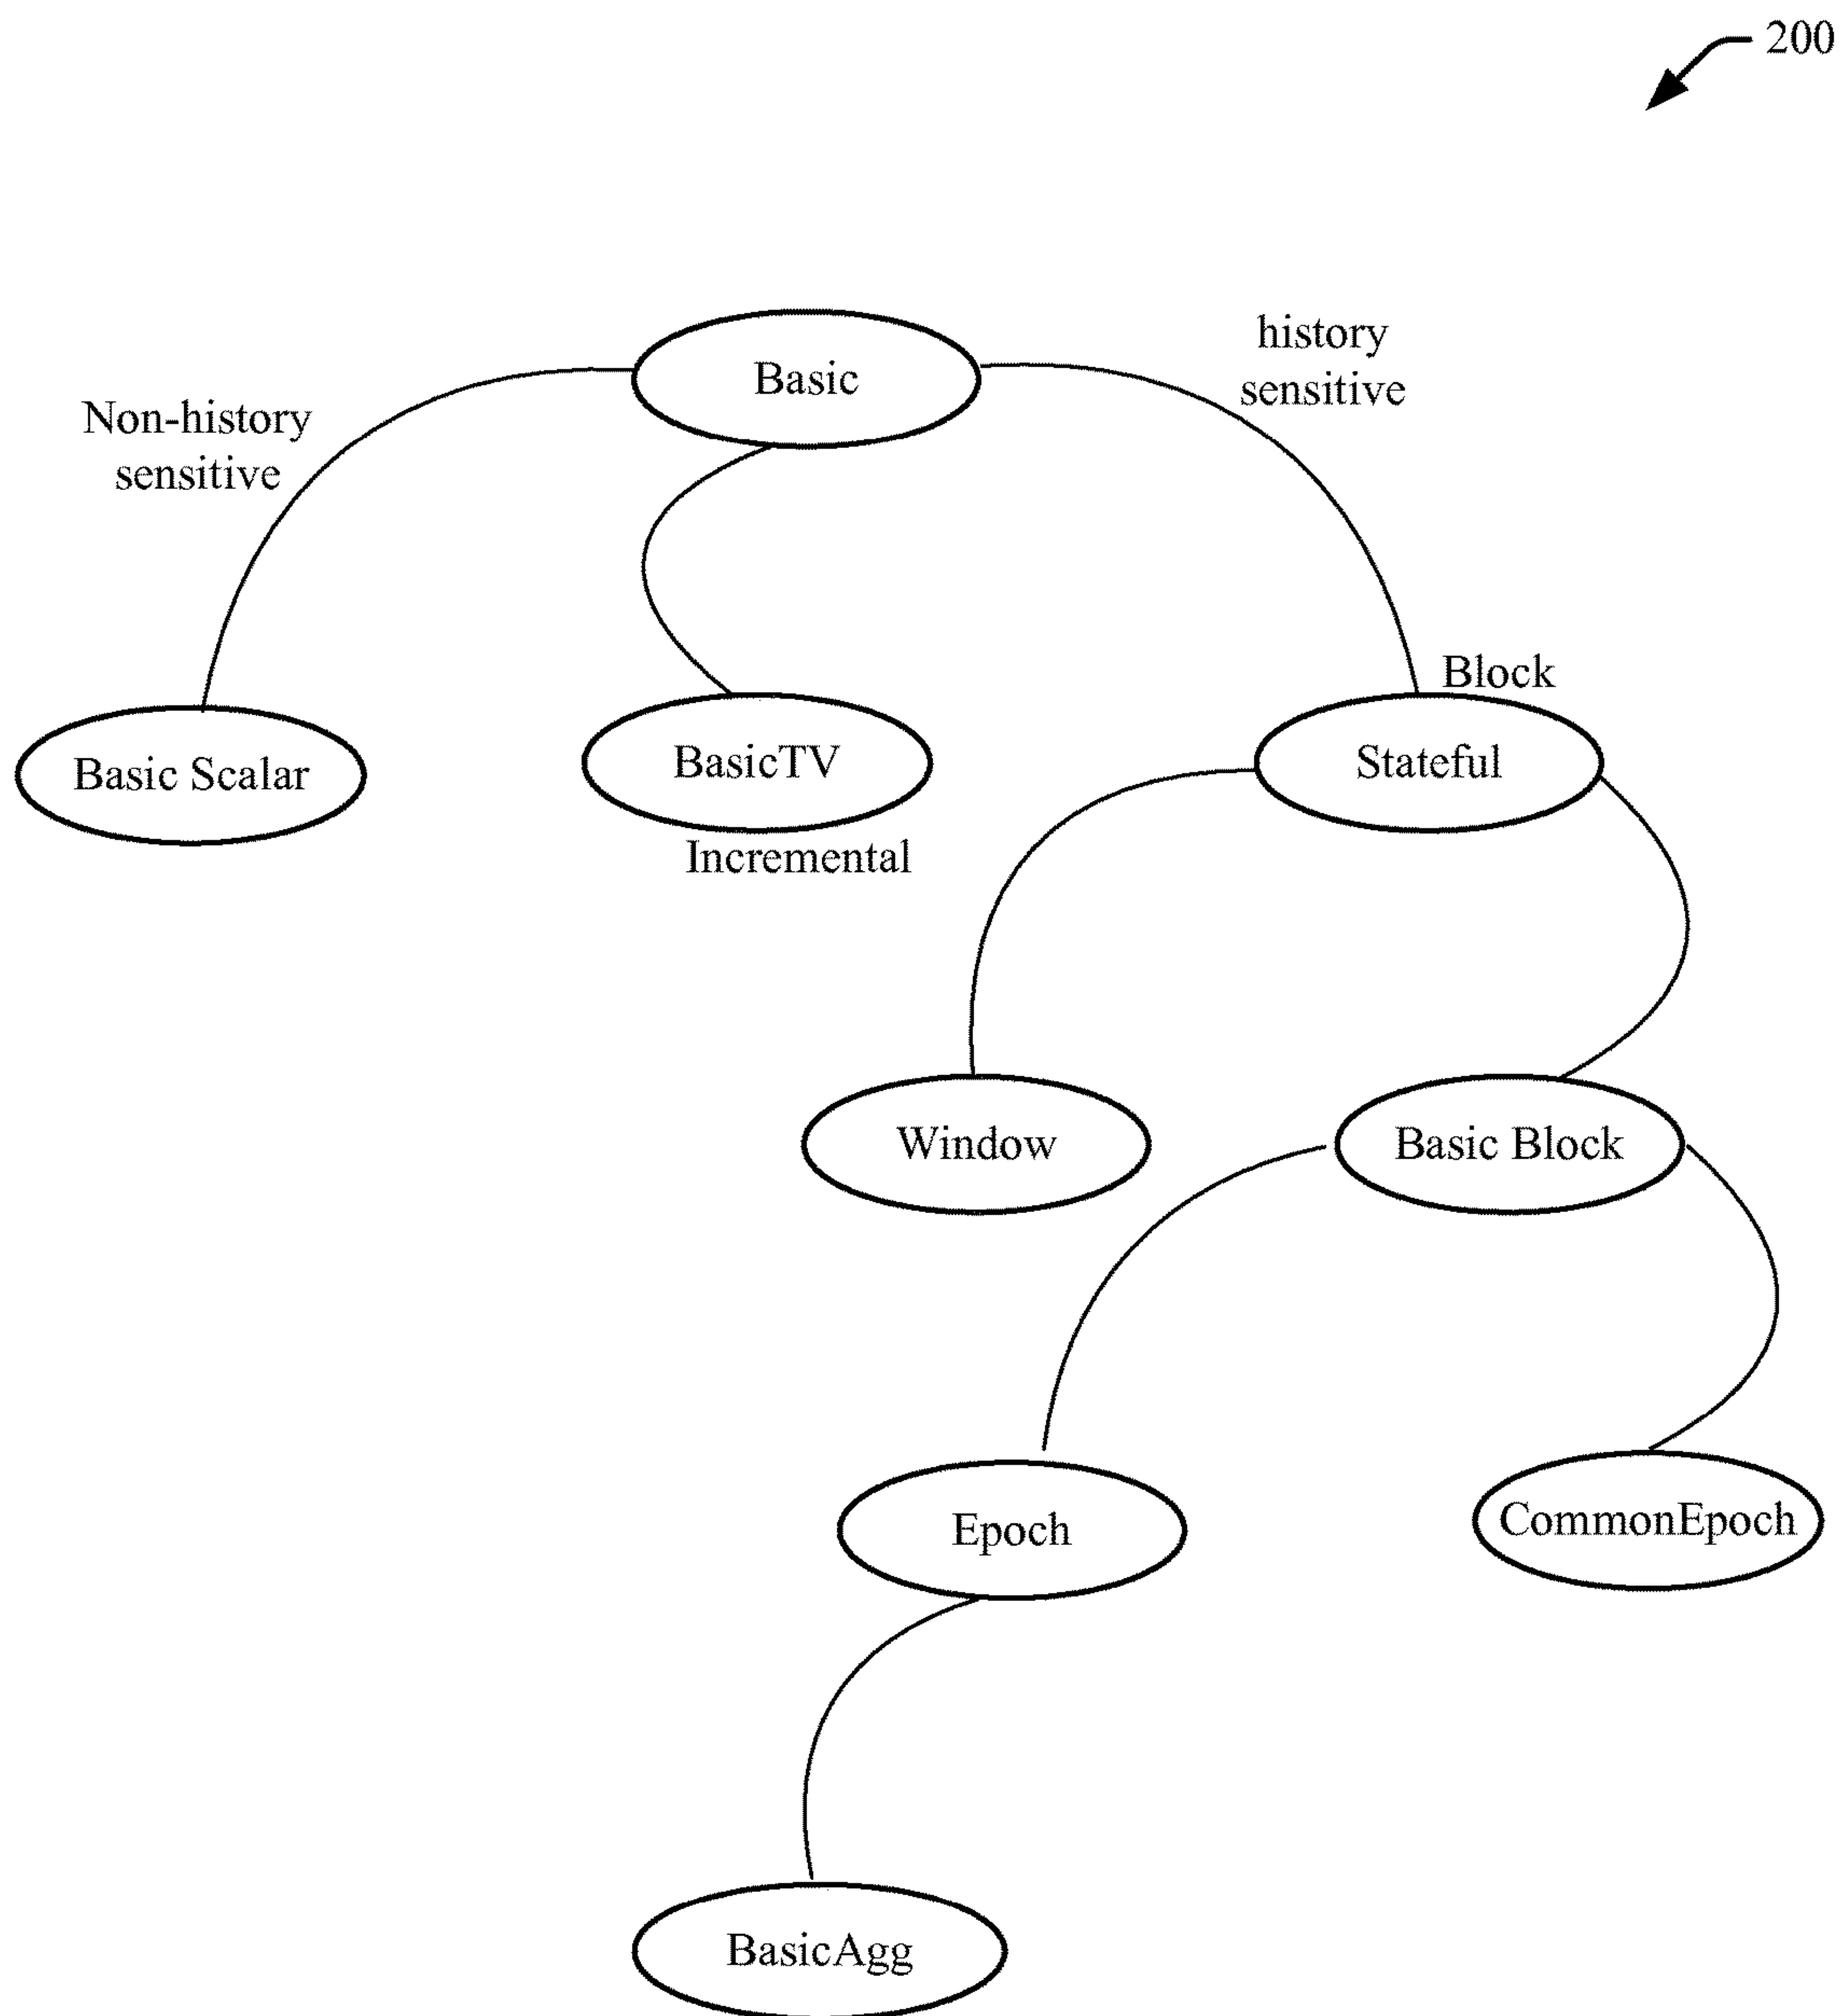 200
Basic
history
sensitive
Non-history
sensitive
Block
Basic Scalar
BasicTV
Stateful
Incremental
Window
Basic Block
Epoch
CommonEpoch
BasicAgg